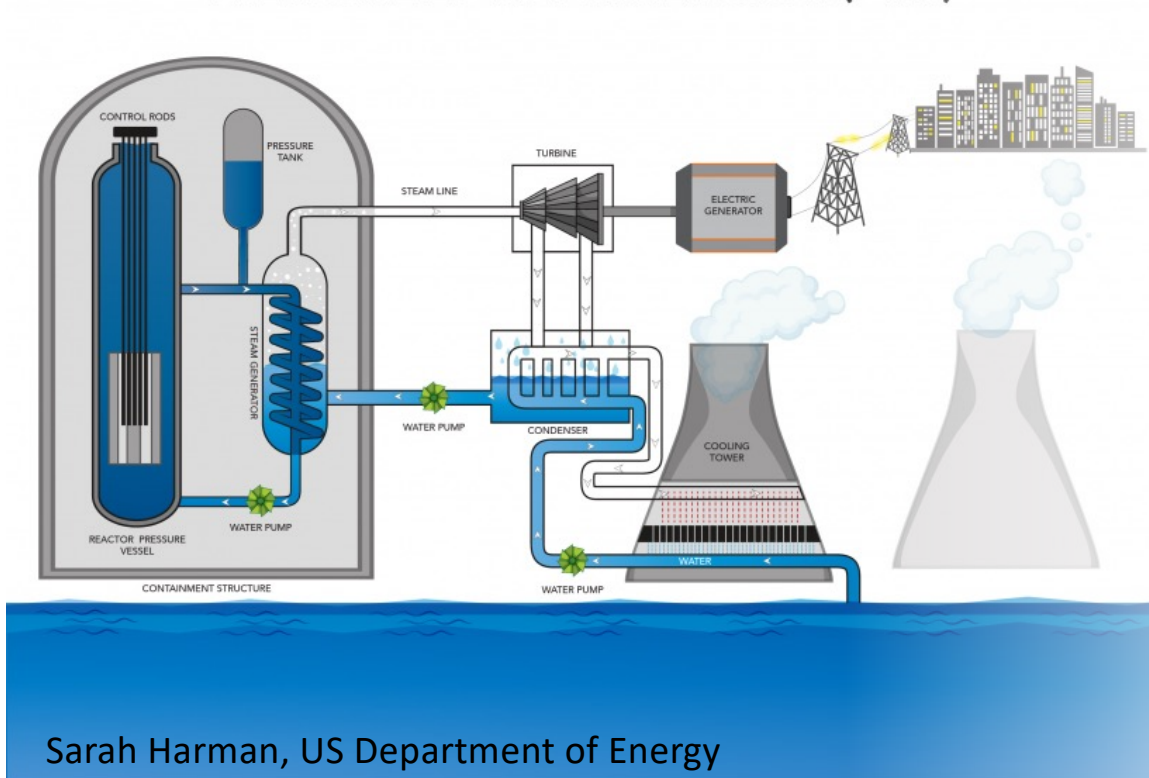 CONTROL RODS
PRESSURE
TANK
TURBINE
STEAM LINE
ELECTRIC
GENERATOR
STEAM GENERATOR
WATER PUMP
CONDENSER
COOLING
TOWER
WATER PUMP
REACTOR PRESSURE
VESSEL
WATER
WATER PUMP
CONTAINMENT STRUCTURE
Sarah Harman, US Department of Energy